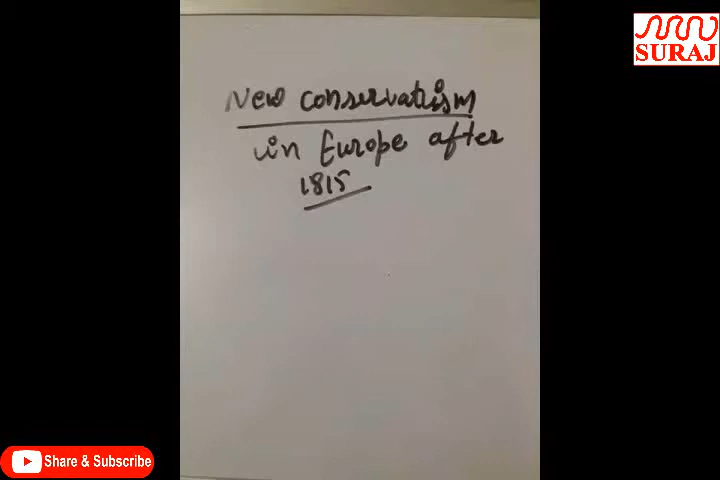 SURAJ
New conservatism
in Europe after
1815
Share & Subscribe